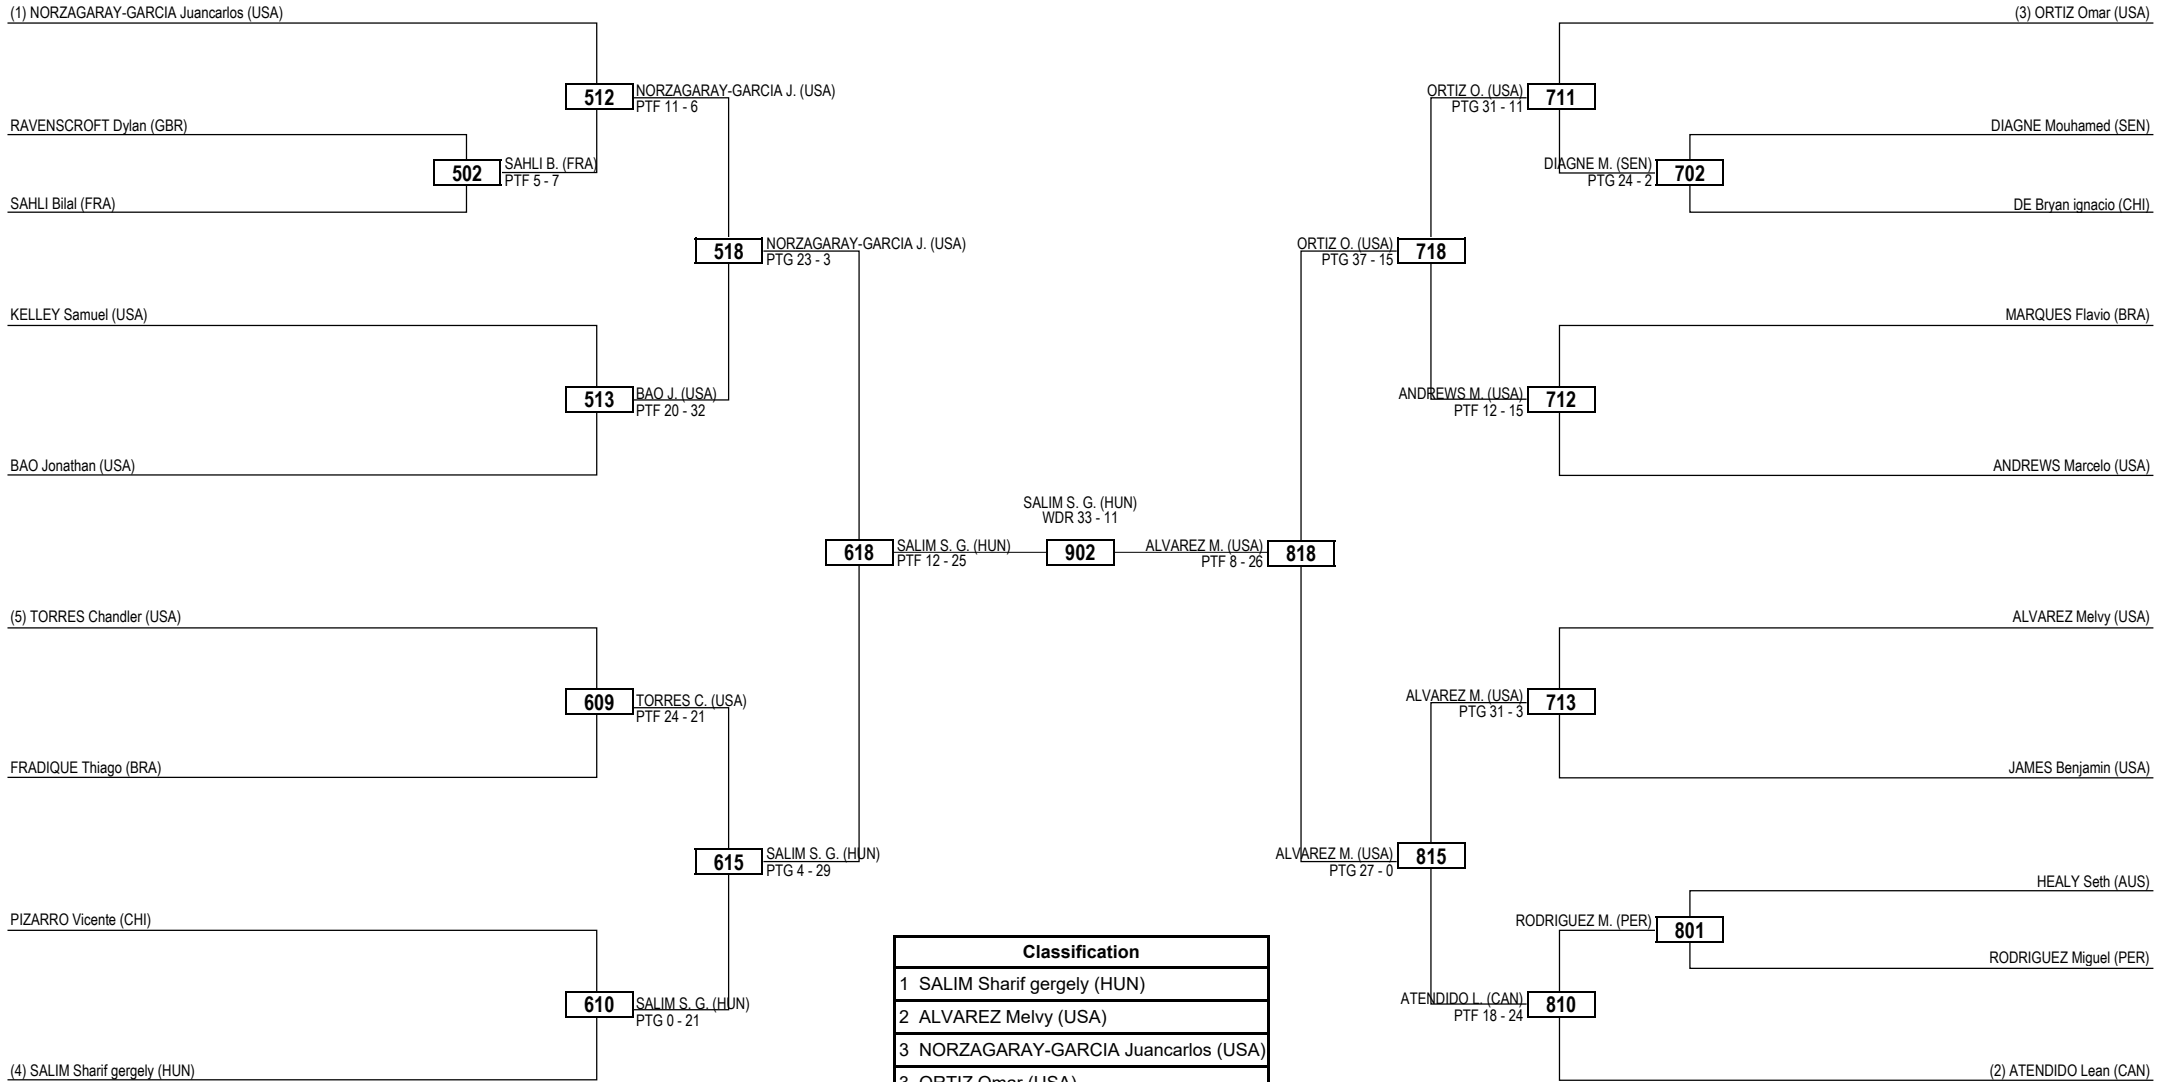 (1) NORZAGARAY-GARCIA Juancarlos (USA)
512
NORZAGARAY-GARCIA J. (USA)
PTF 11 - 6
RAVENSCROFT Dylan (GBR)
502
SAHLI B. (FRA)
PTF 5 - 7
SAHLI Bilal (FRA)
518
NORZAGARAY-GARCIA J. (USA)
PTG 23 - 3
KELLEY Samuel (USA)
513
BAO J. (USA)
PTF 20 - 32
BAO Jonathan (USA)
618
SALIM S. G. (HUN)
PTF 12 - 25
(5) TORRES Chandler (USA)
609
TORRES C. (USA)
PTF 24 - 21
FRADIQUE Thiago (BRA)
615
SALIM S. G. (HUN)
PTG 4 - 29
PIZARRO Vicente (CHI)
610
SALIM S. G. (HUN)
PTG 0 - 21
(4) SALIM Sharif gergely (HUN)
SALIM S. G. (HUN)
WDR 33 - 11
902
(3) ORTIZ Omar (USA)
ORTIZ O. (USA)
PTG 31 - 11
711
DIAGNE Mouhamed (SEN)
DIAGNE M. (SEN)
PTG 24 - 2
702
DE Bryan ignacio (CHI)
ORTIZ O. (USA)
PTG 37 - 15
718
MARQUES Flavio (BRA)
ANDREWS M. (USA)
PTF 12 - 15
712
ANDREWS Marcelo (USA)
ALVAREZ M. (USA)
PTF 8 - 26
818
ALVAREZ Melvy (USA)
ALVAREZ M. (USA)
PTG 31 - 3
713
JAMES Benjamin (USA)
ALVAREZ M. (USA)
PTG 27 - 0
815
HEALY Seth (AUS)
RODRIGUEZ M. (PER)
801
RODRIGUEZ Miguel (PER)
ATENDIDO L. (CAN)
PTF 18 - 24
810
(2) ATENDIDO Lean (CAN)
Classification
1 SALIM Sharif gergely (HUN)
2 ALVAREZ Melvy (USA)
3 NORZAGARAY-GARCIA Juancarlos (USA)
3 ORTIZ Omar (USA)